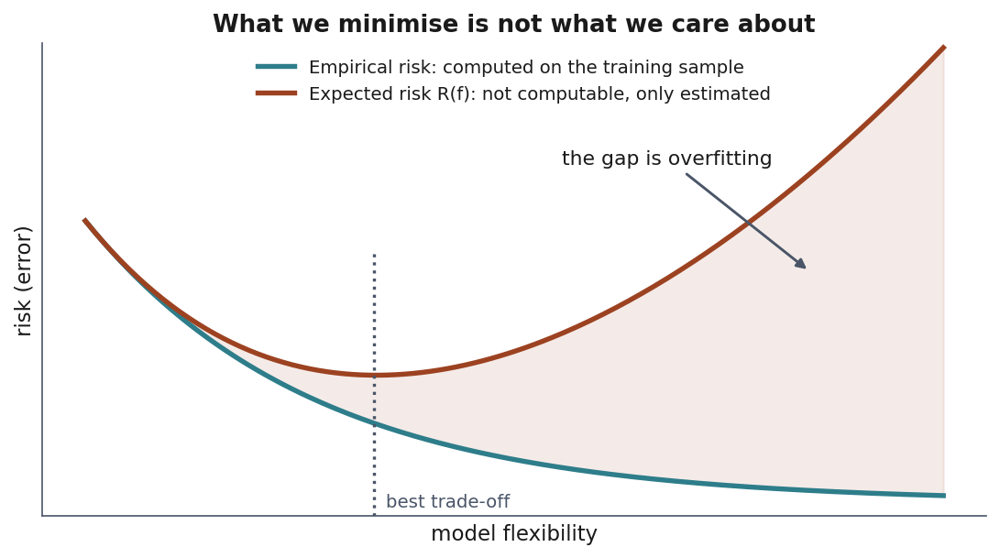 What we minimise is not what we care about
Empirical risk: computed on the training sample
Expected risk R(f): not computable, only estimated
the gap is overfitting
risk (error)
best trade-off
model flexibility